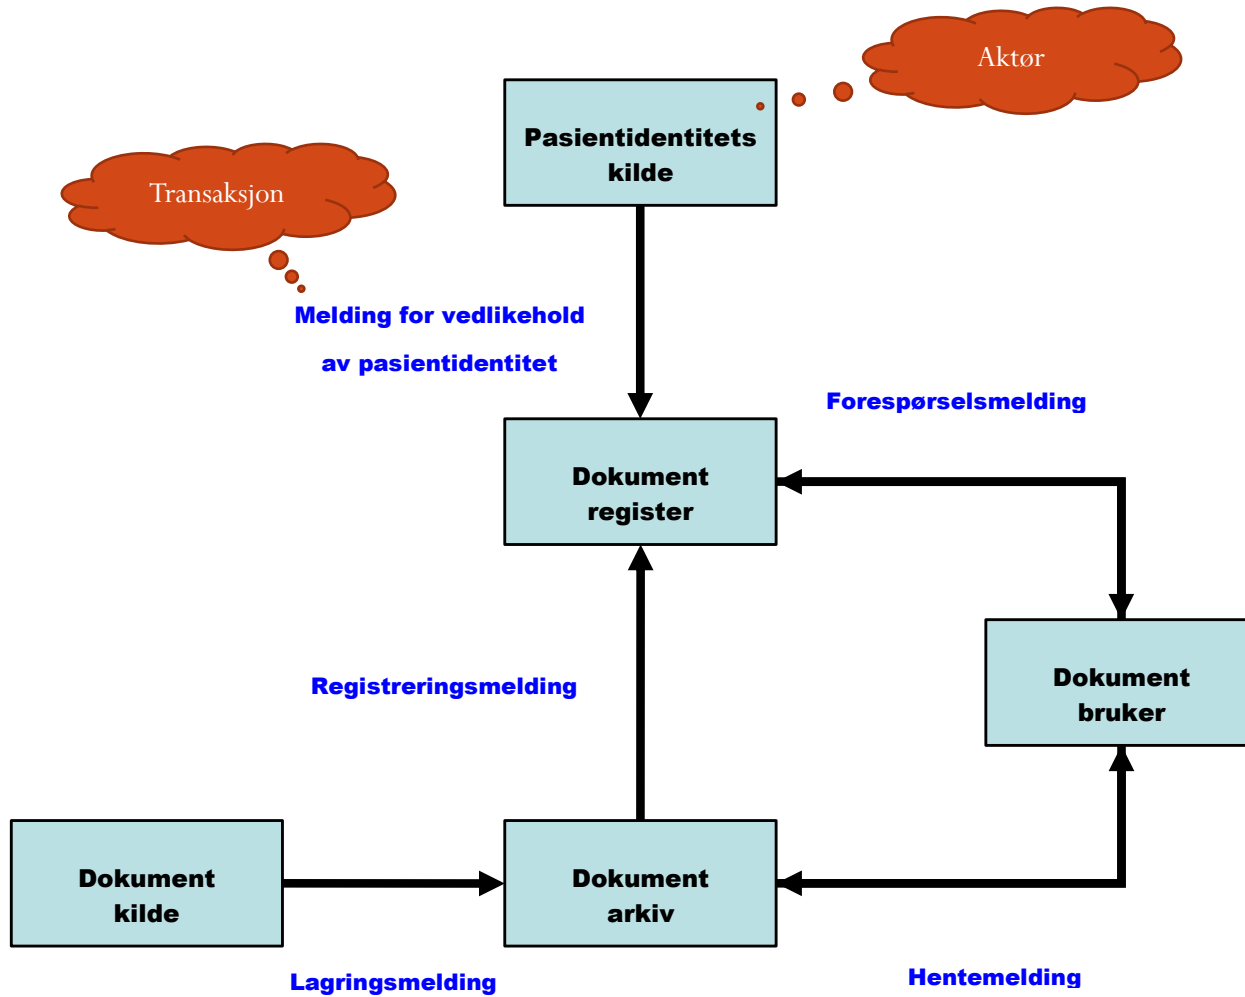 Aktør
Pasientidentitets
kilde
Transaksjon
Melding for vedlikehold
av pasientidentitet
Forespørselsmelding
Dokument
register
Registreringsmelding
Dokument
bruker
Dokument
kilde
Dokument
arkiv
Lagringsmelding
Hentemelding